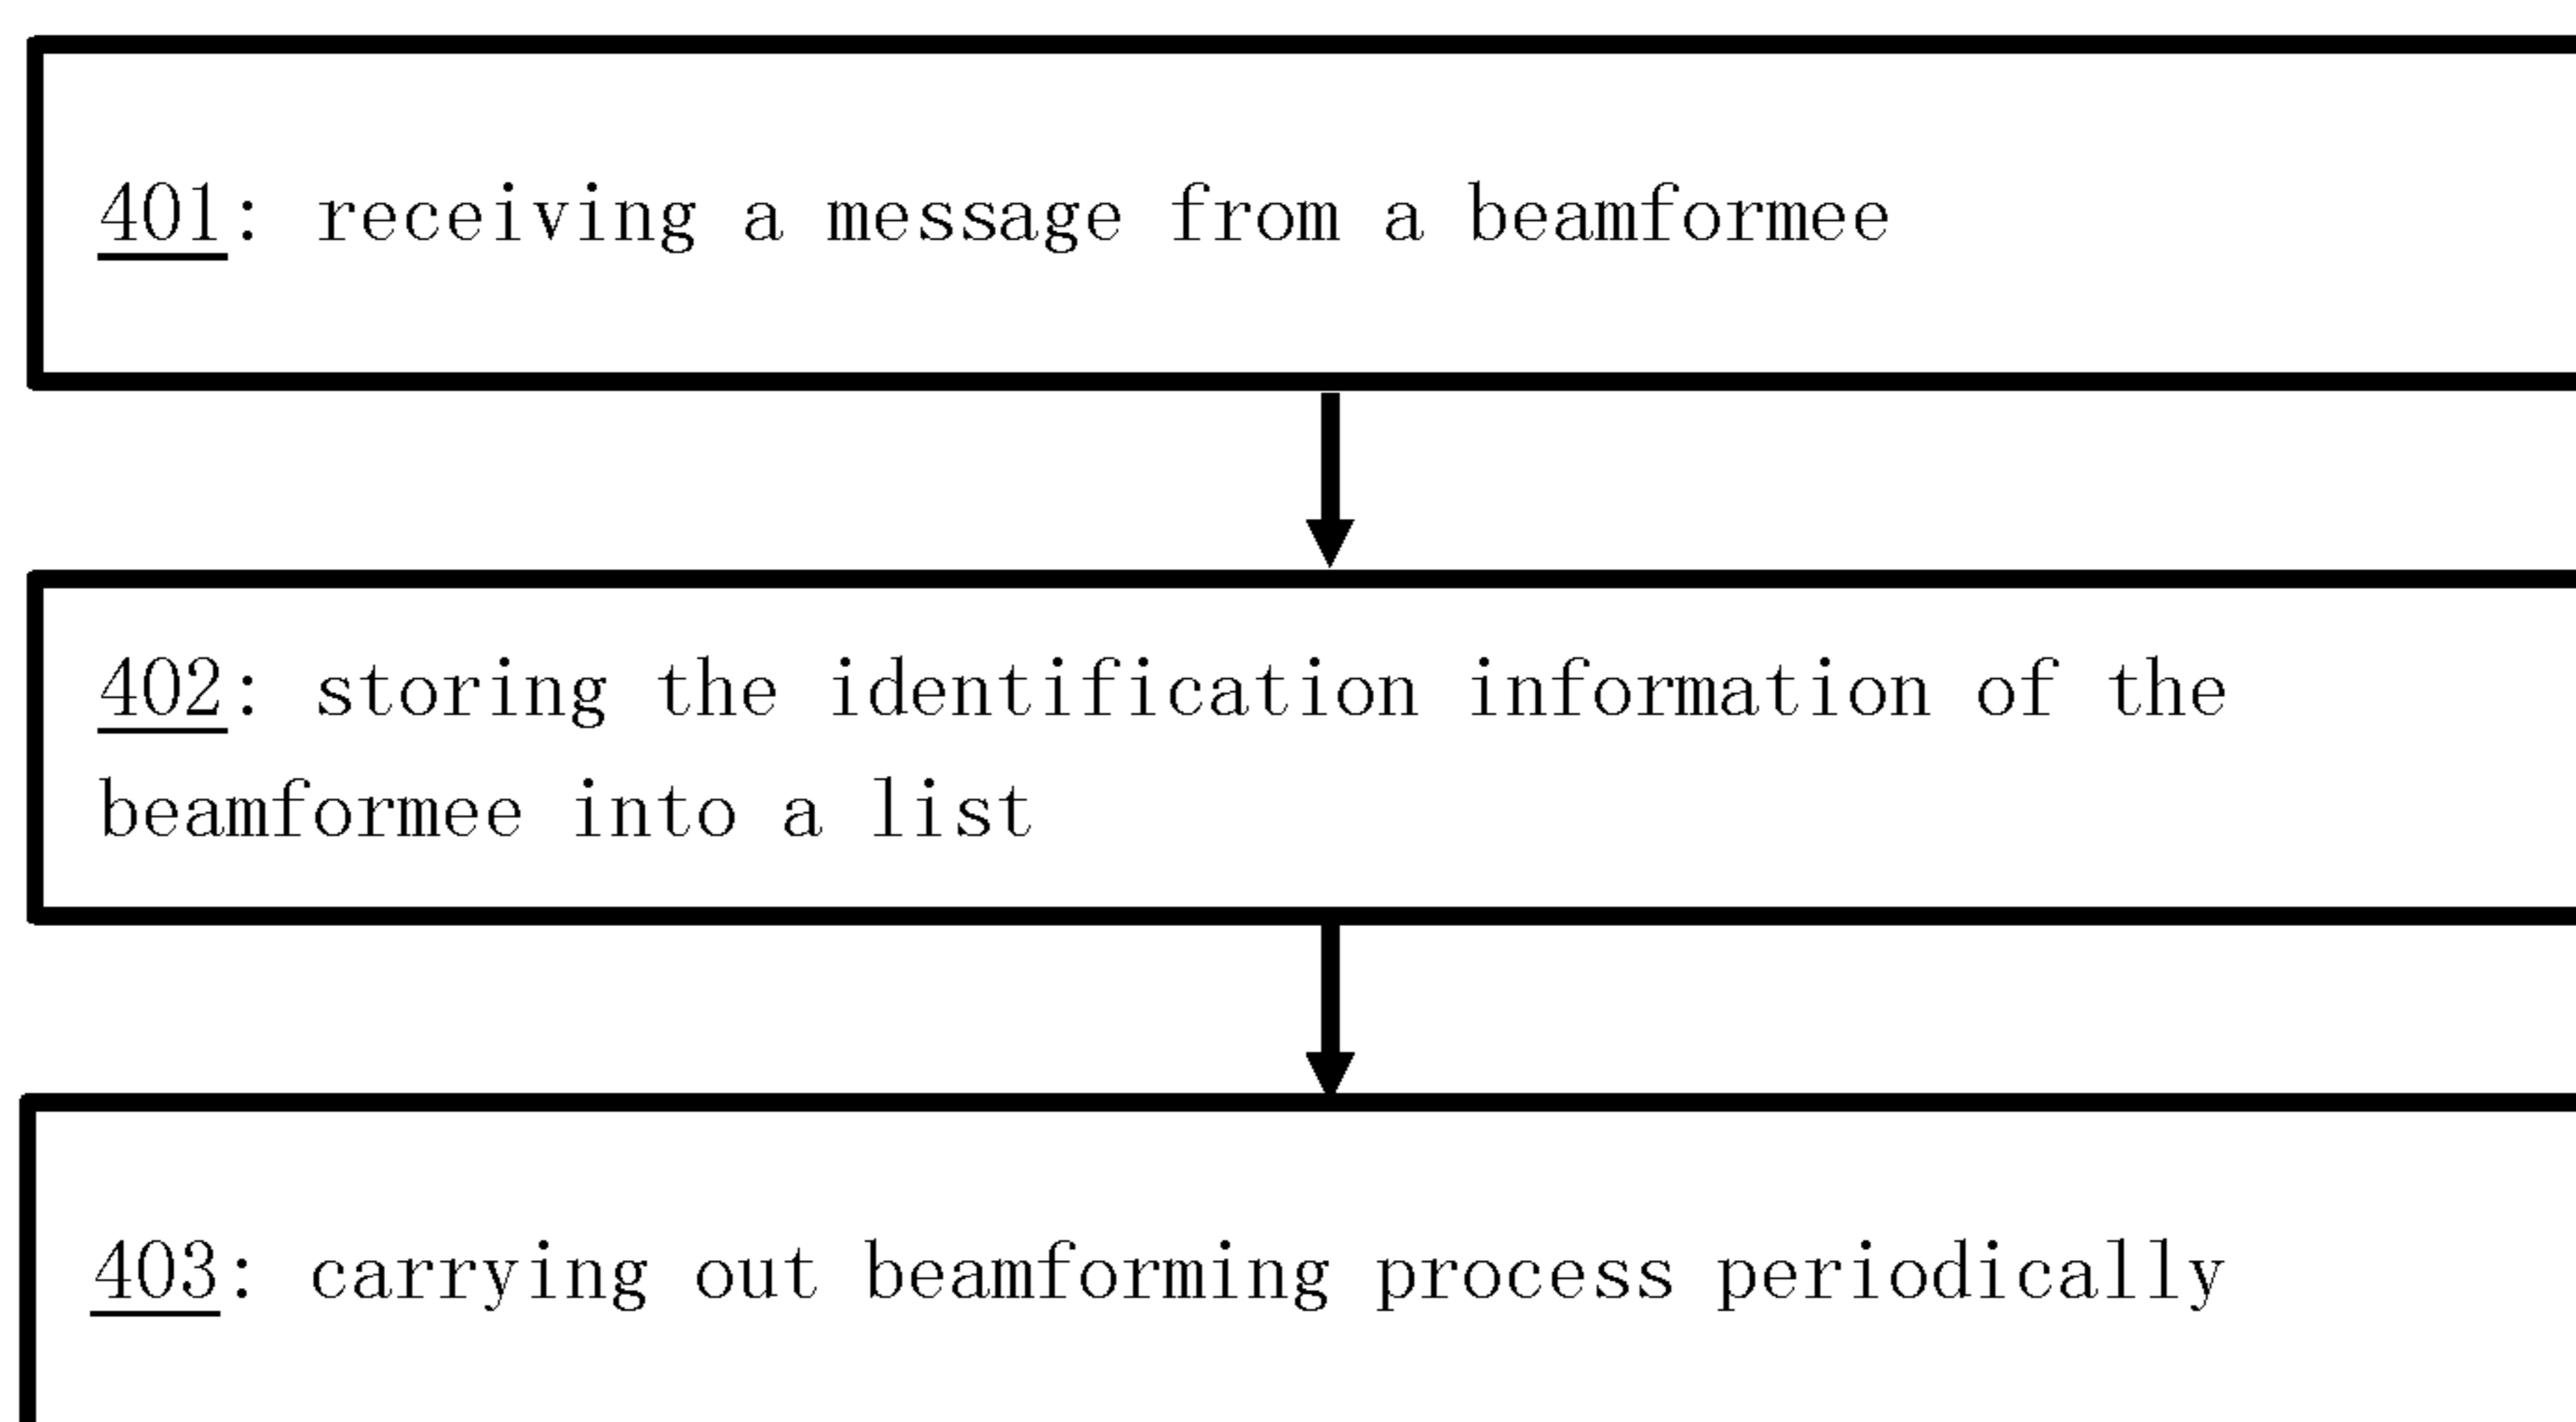 401: receiving a message from a beamformee
402: storing the identification information of the
beamformee into a list
403: carrying out beamforming process periodically